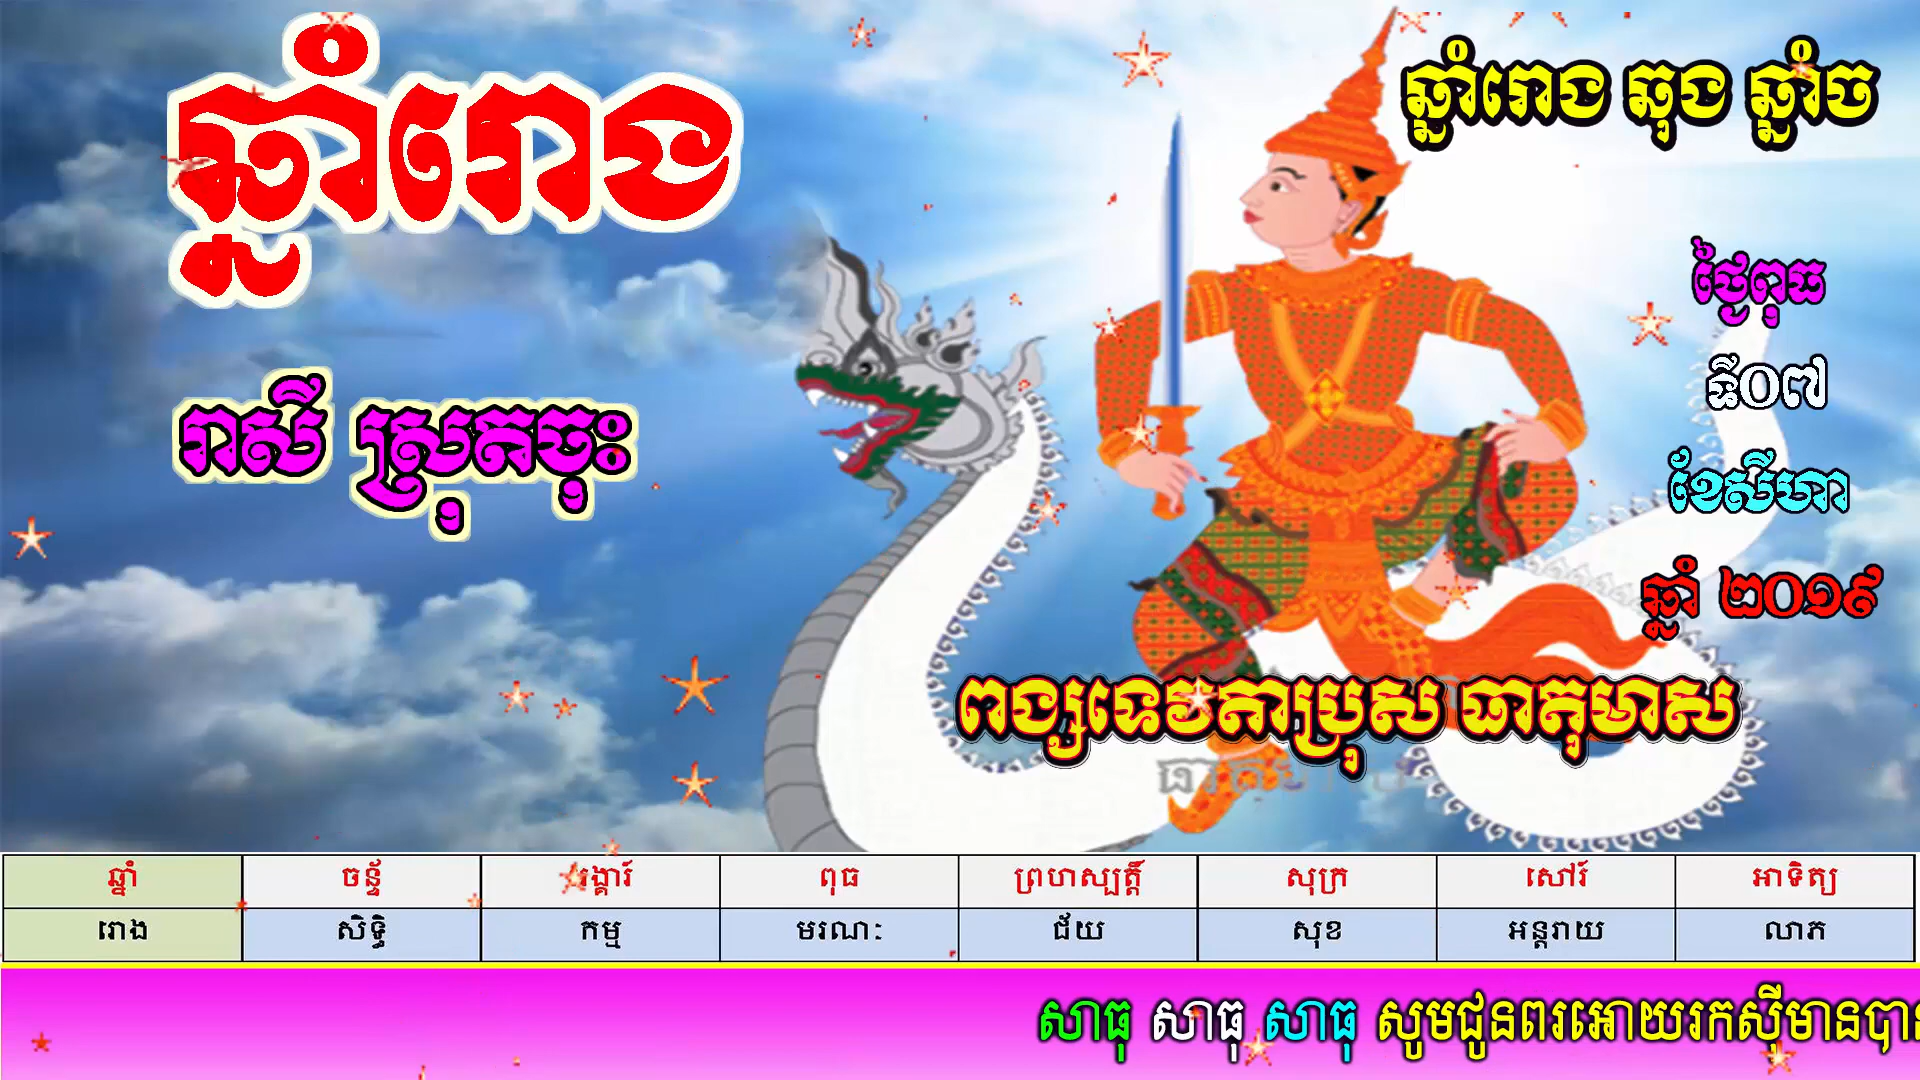 ឆ្នាំរោង
រាសី ស្រុតចុះ
ឆ្នាំរោង ឆុង ឆ្នាំច
ថ្ងៃពុធ
ទី០៧
ខែសីហា
ឆ្នាំ ២០១៩
ពង្សទេវតាប្រុស ធាតុមាស
ឆ្នាំ ចន្ទ័ អង្គារ៍ ពុធ ព្រហស្បត្តិ៍ សុក្រ សៅរ៍ អាទិត្យ
រោង សិទ្ធិ កម្ម មរណៈ ជ័យ សុខ អន្តរាយ លាភ
សាធុ សាធុ សាធុ សូមជូនពរអោយរកស៊ីមានបាន